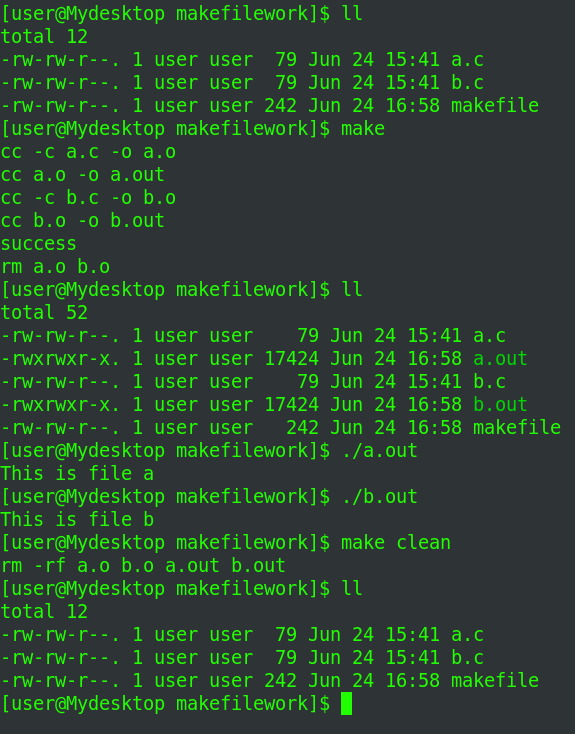 [user@Mydesktop makefilework]$ ll
total 12
-rw-rw-r--. 1 user user  79 Jun 24 15:41 a.c
-rw-rw-r--. 1 user user  79 Jun 24 15:41 b.c
-rw-rw-r--. 1 user user 242 Jun 24 16:58 makefile
[user@Mydesktop makefilework]$ make
cc -c a.c -o a.o
cc a.o -o a.out
cc -c b.c -o b.o
cc b.o -o b.out
success
rm a.o b.o
[user@Mydesktop makefilework]$ ll
total 52
-rw-rw-r--. 1 user user    79 Jun 24 15:41 a.c
-rwxrwxr-x. 1 user user 17424 Jun 24 16:58 a.out
-rw-rw-r--. 1 user user    79 Jun 24 15:41 b.c
-rwxrwxr-x. 1 user user 17424 Jun 24 16:58 b.out
-rw-rw-r--. 1 user user   242 Jun 24 16:58 makefile
[user@Mydesktop makefilework]$ ./a.out
This is file a
[user@Mydesktop makefilework]$ ./b.out
This is file b
[user@Mydesktop makefilework]$ make clean
rm -rf a.o b.o a.out b.out
[user@Mydesktop makefilework]$ ll
total 12
-rw-rw-r--. 1 user user  79 Jun 24 15:41 a.c
-rw-rw-r--. 1 user user  79 Jun 24 15:41 b.c
-rw-rw-r--. 1 user user 242 Jun 24 16:58 makefile
[user@Mydesktop makefilework]$